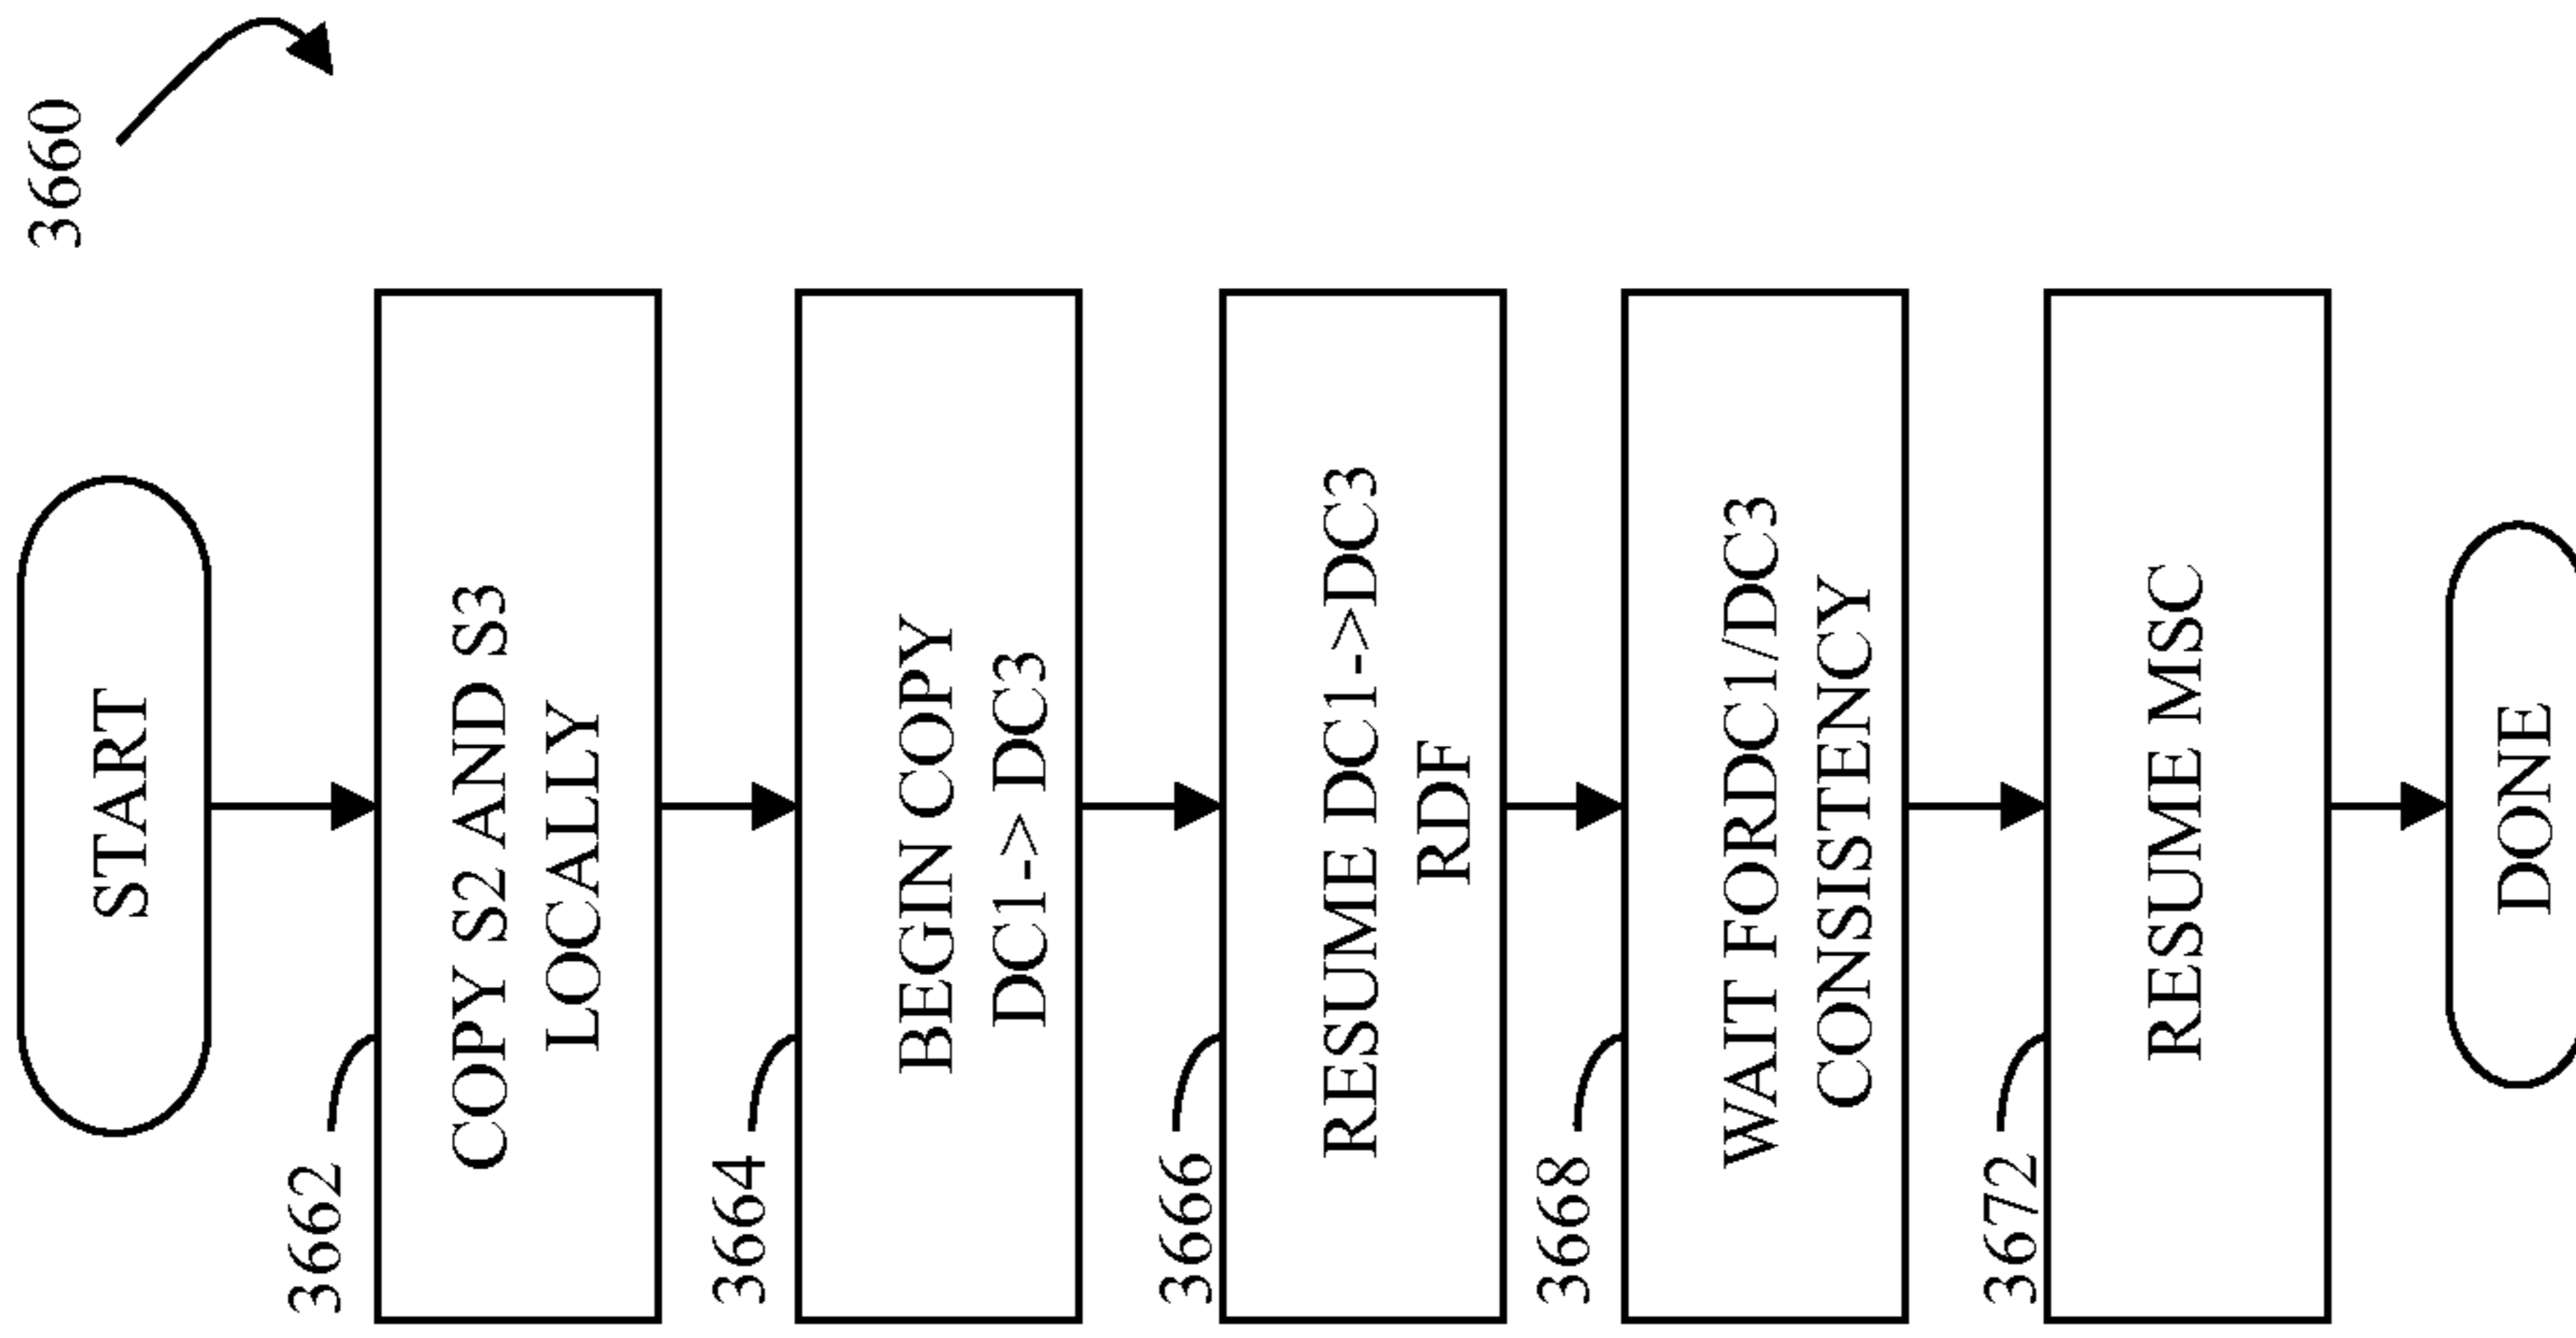 3660
START
3662
COPY S2 AND S3
LOCALLY
3664
BEGIN COPY
DC1-> DC3
3666
RESUME DC1->DC3
RDF
3668
WAIT FORDC1/DC3
CONSISTENCY
3672
RESUME MSC
DONE